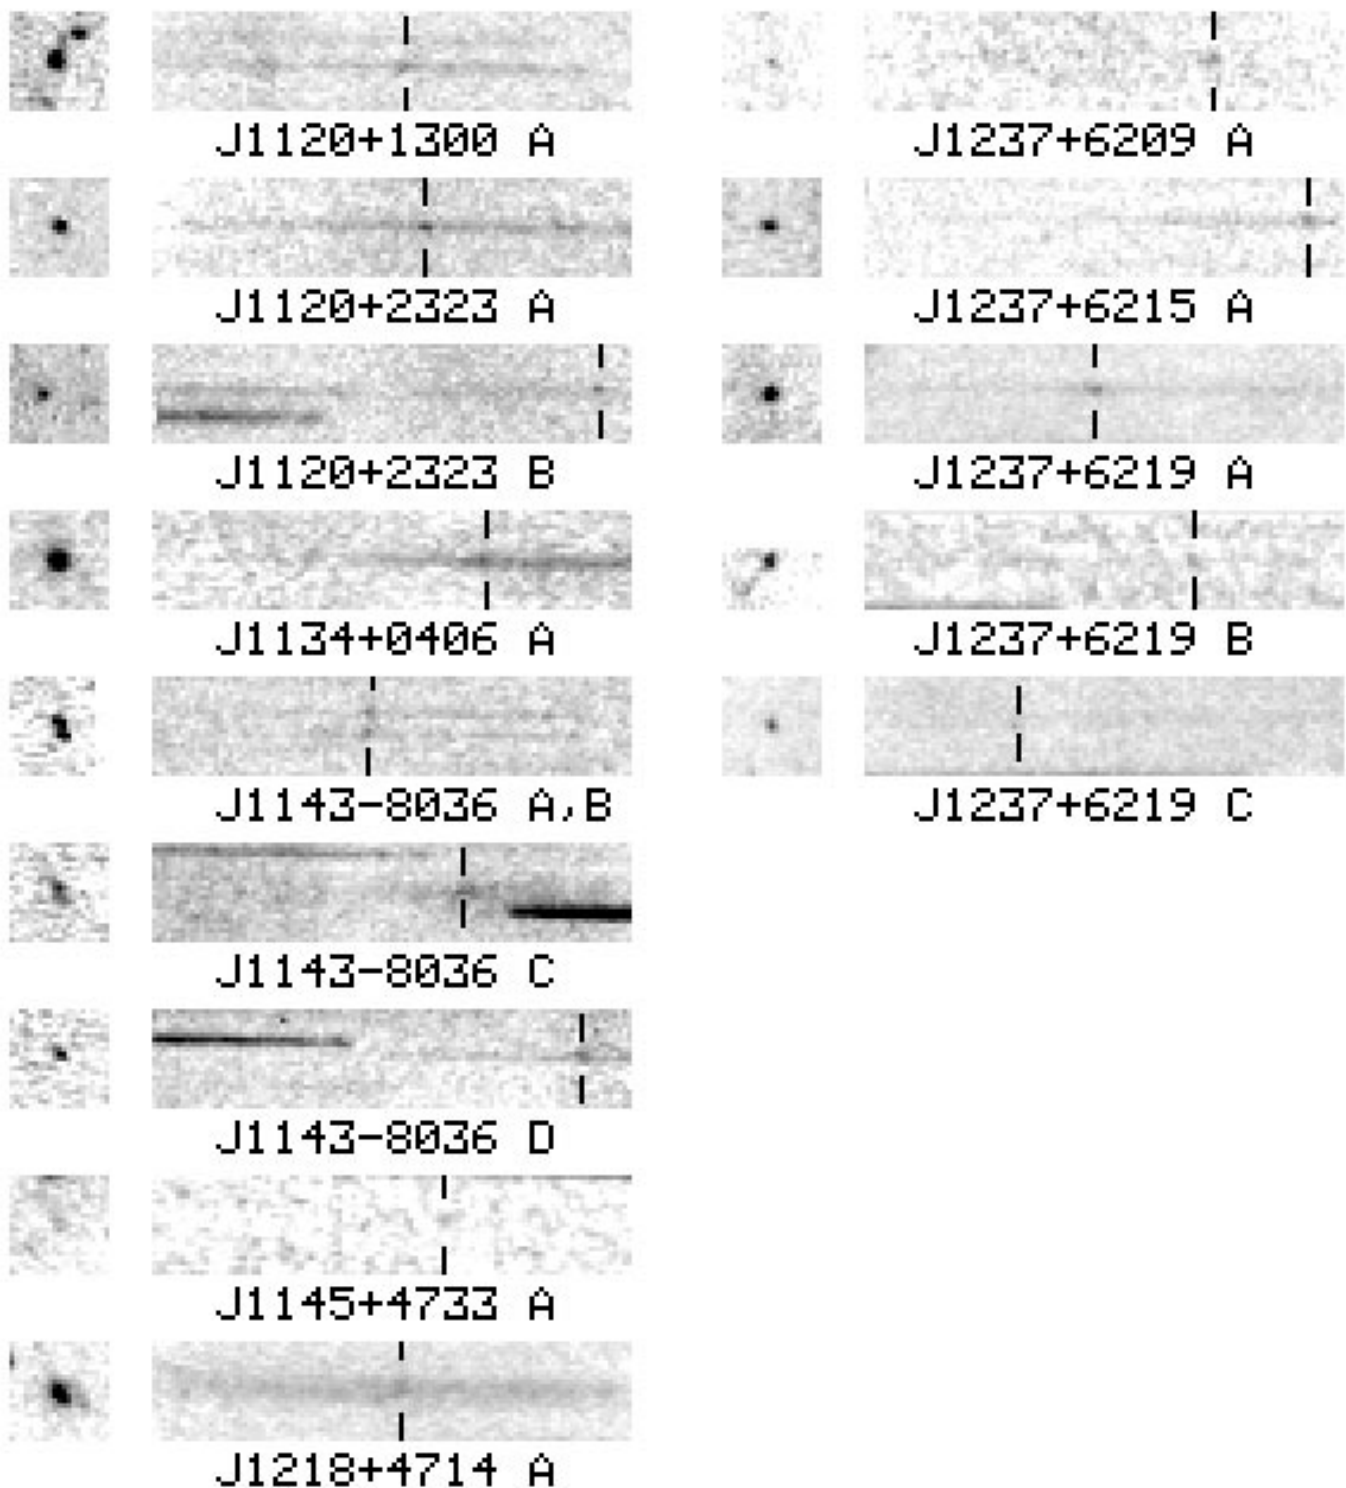 J1120+1300 A
J1120+2323 A
J1120+2323 B
J1134+0406 A
J1143-8036 A,B
J1143-8036 C
J1143-8036 D
J1145+4733 A
J1218+4714 A
J1237+6209 A
J1237+6215 A
J1237+6219 A
J1237+6219 B
J1237+6219 C